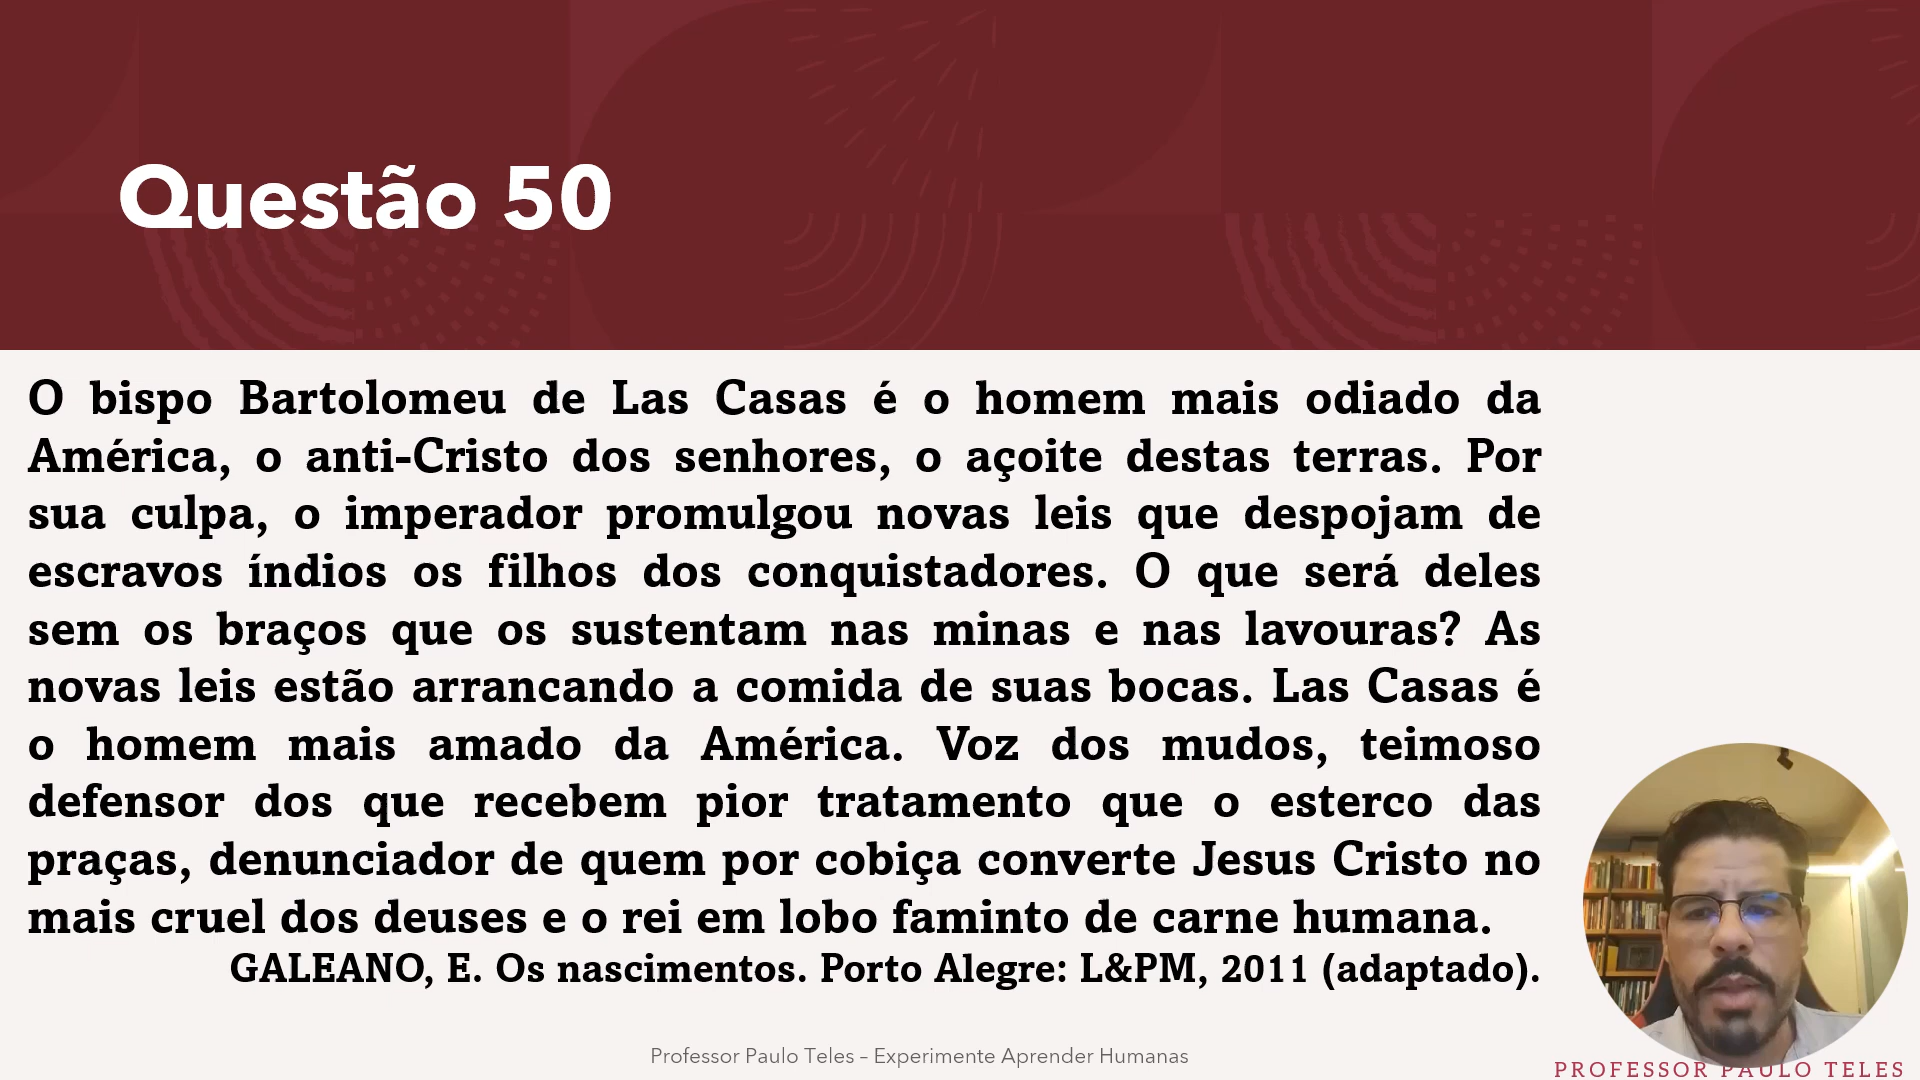 Questão 50
O bispo Bartolomeu de Las Casas é o homem mais odiado da
América, o anti-Cristo dos senhores, o açoite destas terras. Por
sua culpa, o imperador promulgou novas leis que despojam de
escravos índios os filhos dos conquistadores. O que será deles
sem os braços que os sustentam nas minas e nas lavouras? As
novas leis estão arrancando a comida de suas bocas. Las Casas é
o homem mais amado da América. Voz dos mudos, teimoso
defensor dos que recebem pior tratamento que o esterco das
praças, denunciador de quem por cobiça converte Jesus Cristo no
mais cruel dos deuses e o rei em lobo faminto de carne humana.
GALEANO, E. Os nascimentos. Porto Alegre: L&PM, 2011 (adaptado).
Professor Paulo Teles – Experimente Aprender Humanas
PROFESSOR PAULO TELES